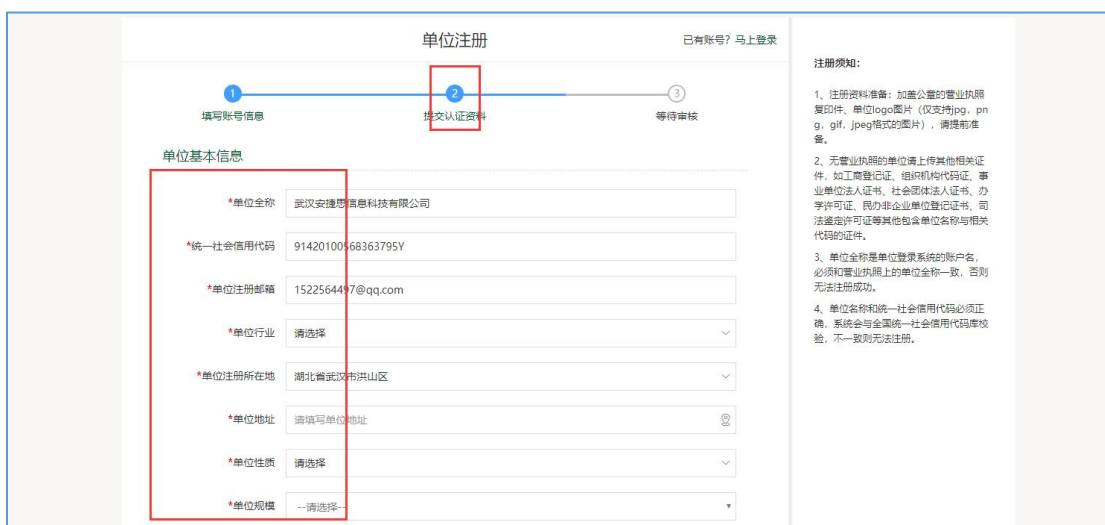 单位注册
已有账号？马上登录
1
2
3
填写账号信息
提交认证资料
等待审核
单位基本信息
*单位全称 武汉安捷思信息科技有限公司
*统一社会信用代码 91420100568363795Y
*单位注册邮箱 1522564497@qq.com
*单位行业 请选择
*单位注册所在地 湖北省武汉市洪山区
*单位地址 请填写单位地址
*单位性质 请选择
*单位规模 --请选择--
注册须知：
1、注册资料准备：加盖公章的营业执照
复印件、单位logo图片（仅支持jpg，pn
g，gif，jpeg格式的图片），请提前准
备。
2、无营业执照的单位请上传其他相关证
件，如工商登记证、组织机构代码证、事
业单位法人证书、社会团体法人证书、办
学许可证、民办非企业单位登记证书、司
法鉴定许可证等其他包含单位名称与相关
代码的证件。
3、单位全称是单位登录系统的账户名，
必须和营业执照上的单位全称一致，否则
无法注册成功。
4、单位名称和统一社会信用代码必须正
确，系统会与全国统一社会信用代码库校
验，不一致则无法注册。